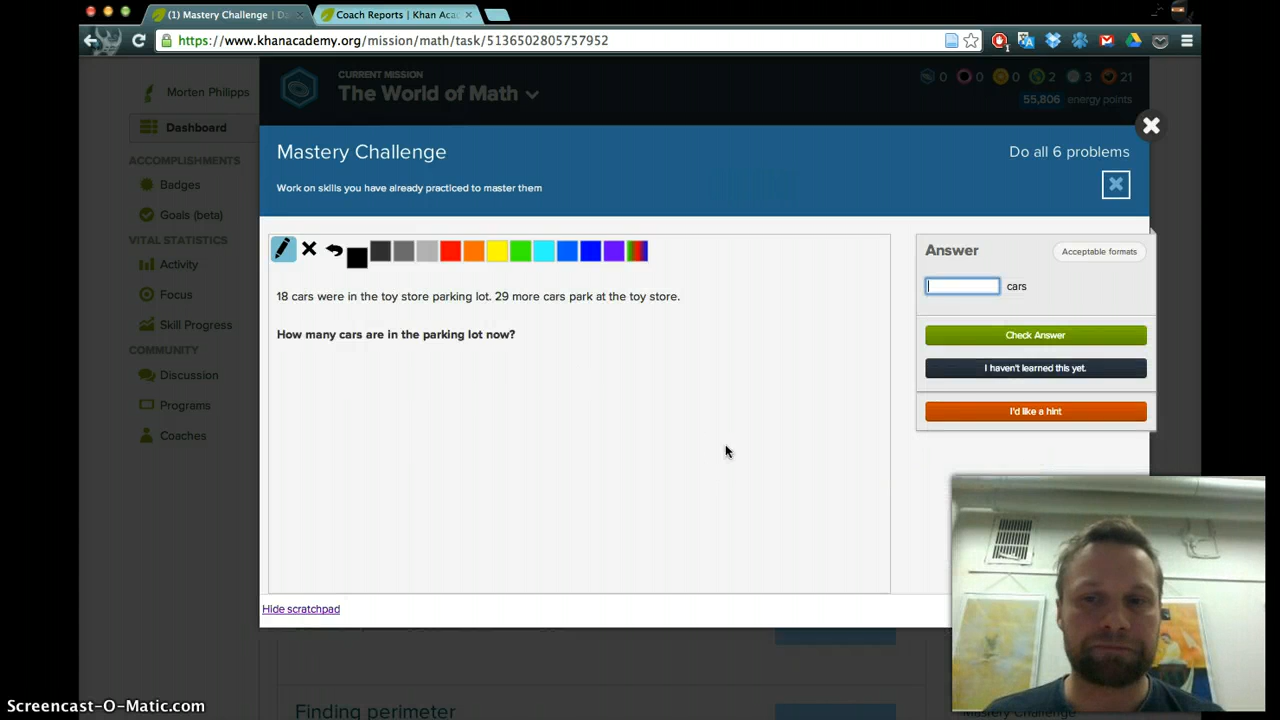 (1) Mastery Challenge | Da
Coach Reports | Khan Aca
https://www.khanacademy.org/mission/math/task/5136502805757952
Morten Philipps
Dashboard
ACCOMPLISHMENTS
Badges
Goals (beta)
VITAL STATISTICS
Activity
Focus
Skill Progress
COMMUNITY
Discussion
Programs
Coaches
CURRENT MISSION
The World of Math
0 0 0 2 3 21
55,806 energy points
Mastery Challenge
Do all 6 problems
Work on skills you have already practiced to master them
18 cars were in the toy store parking lot. 29 more cars park at the toy store.
How many cars are in the parking lot now?
Answer
Acceptable formats
cars
Check Answer
I haven't learned this yet.
I'd like a hint
Hide scratchpad
Finding perimeter
Mastery Challenge
Screencast-O-Matic.com